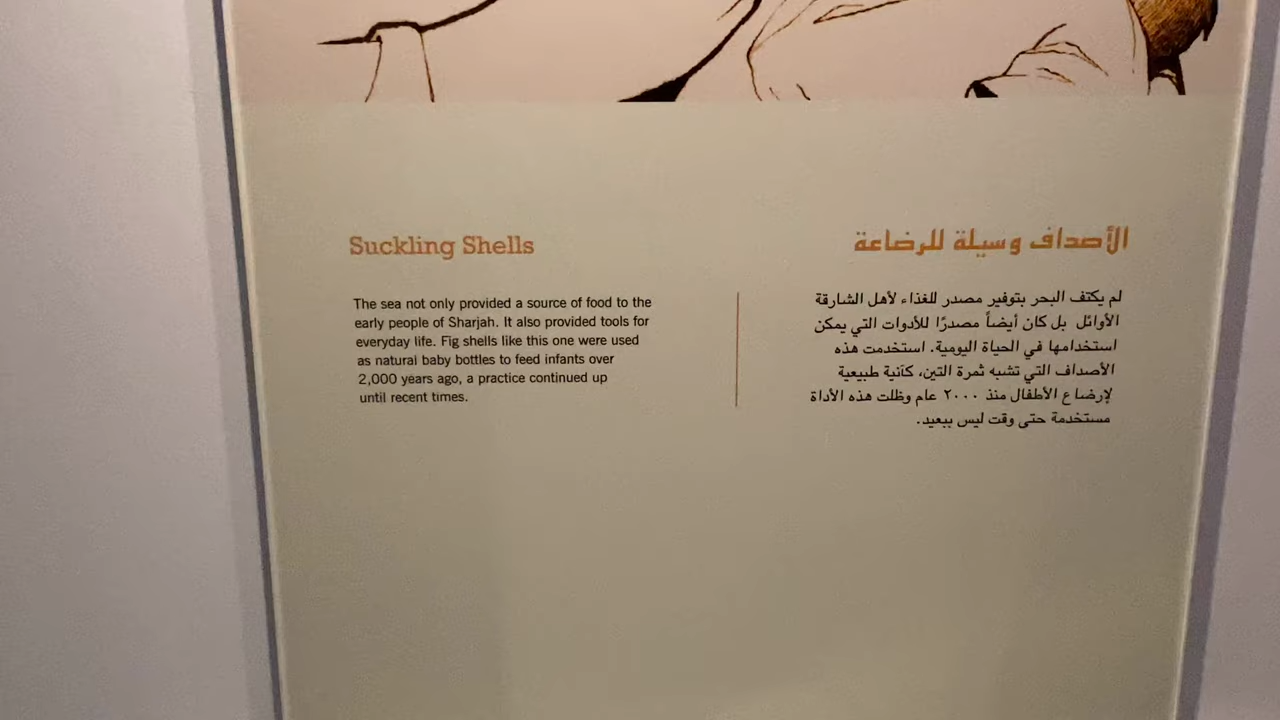 Suckling Shells
The sea not only provided a source of food to the
early people of Sharjah. It also provided tools for
everyday life. Fig shells like this one were used
as natural baby bottles to feed infants over
2,000 years ago, a practice continued up
until recent times.
الأصداف وسيلة للرضاعة
لم يكتف البحر بتوفير مصدر للغذاء لأهل الشارقة
الأوائل بل كان أيضاً مصدرًا للأدوات التي يمكن
استخدامها في الحياة اليومية. استخدمت هذه
الأصداف التي تشبه ثمرة التين، كآنية طبيعية
لإرضاع الأطفال منذ ٢٠٠٠ عام وظلت هذه الأداة
مستخدمة حتى وقت ليس ببعيد.